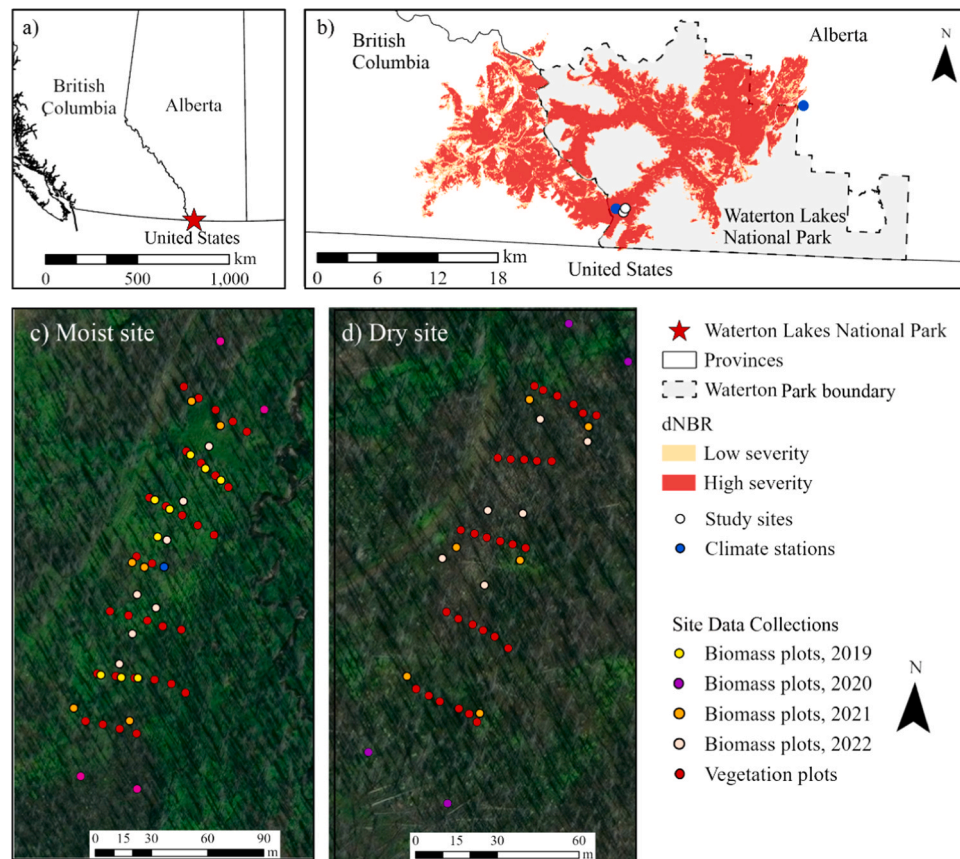 a)
British
Columbia
Alberta
United States
0 500 1,000 km
b)
British
Columbia
Alberta
N
Waterton Lakes
National Park
United States
0 6 12 18 km
c) Moist site
0 15 30 60 90 m
d) Dry site
0 15 30 60 90 m
Waterton Lakes National Park
Provinces
Waterton Park boundary
dNBR
Low severity
High severity
Study sites
Climate stations
Site Data Collections
Biomass plots, 2019
Biomass plots, 2020
Biomass plots, 2021
Biomass plots, 2022
Vegetation plots
N